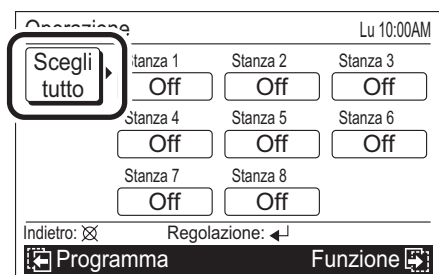 Operazione Lu 10:00AM
Scegli tutto
Stanza 1 Stanza 2 Stanza 3
Off Off Off
Stanza 4 Stanza 5 Stanza 6
Off Off Off
Stanza 7 Stanza 8
Off Off
Indietro: Regolazione:
Programma Funzione